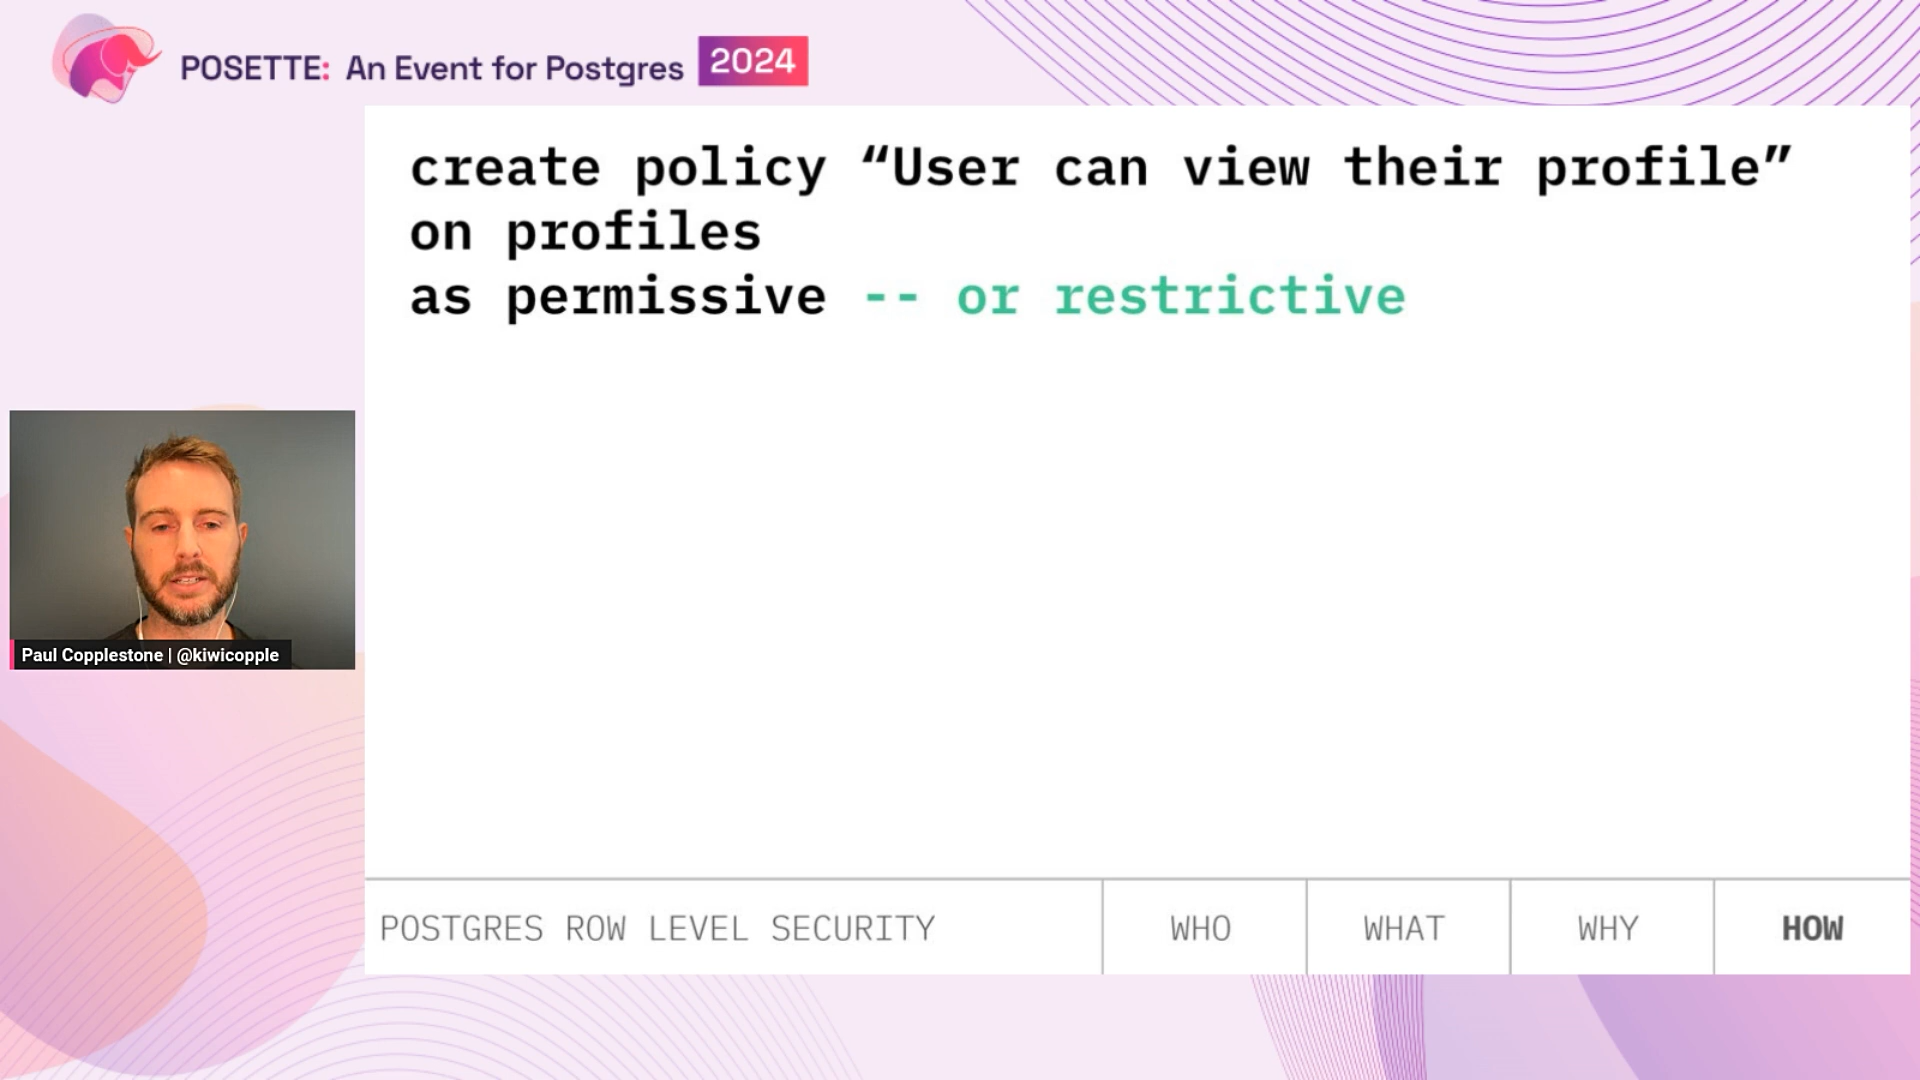 POSETTE: An Event for Postgres 2024
create policy “User can view their profile”
on profiles
as permissive -- or restrictive
Paul Copplestone | @kiwicopple
POSTGRES ROW LEVEL SECURITY
WHO
WHAT
WHY
HOW